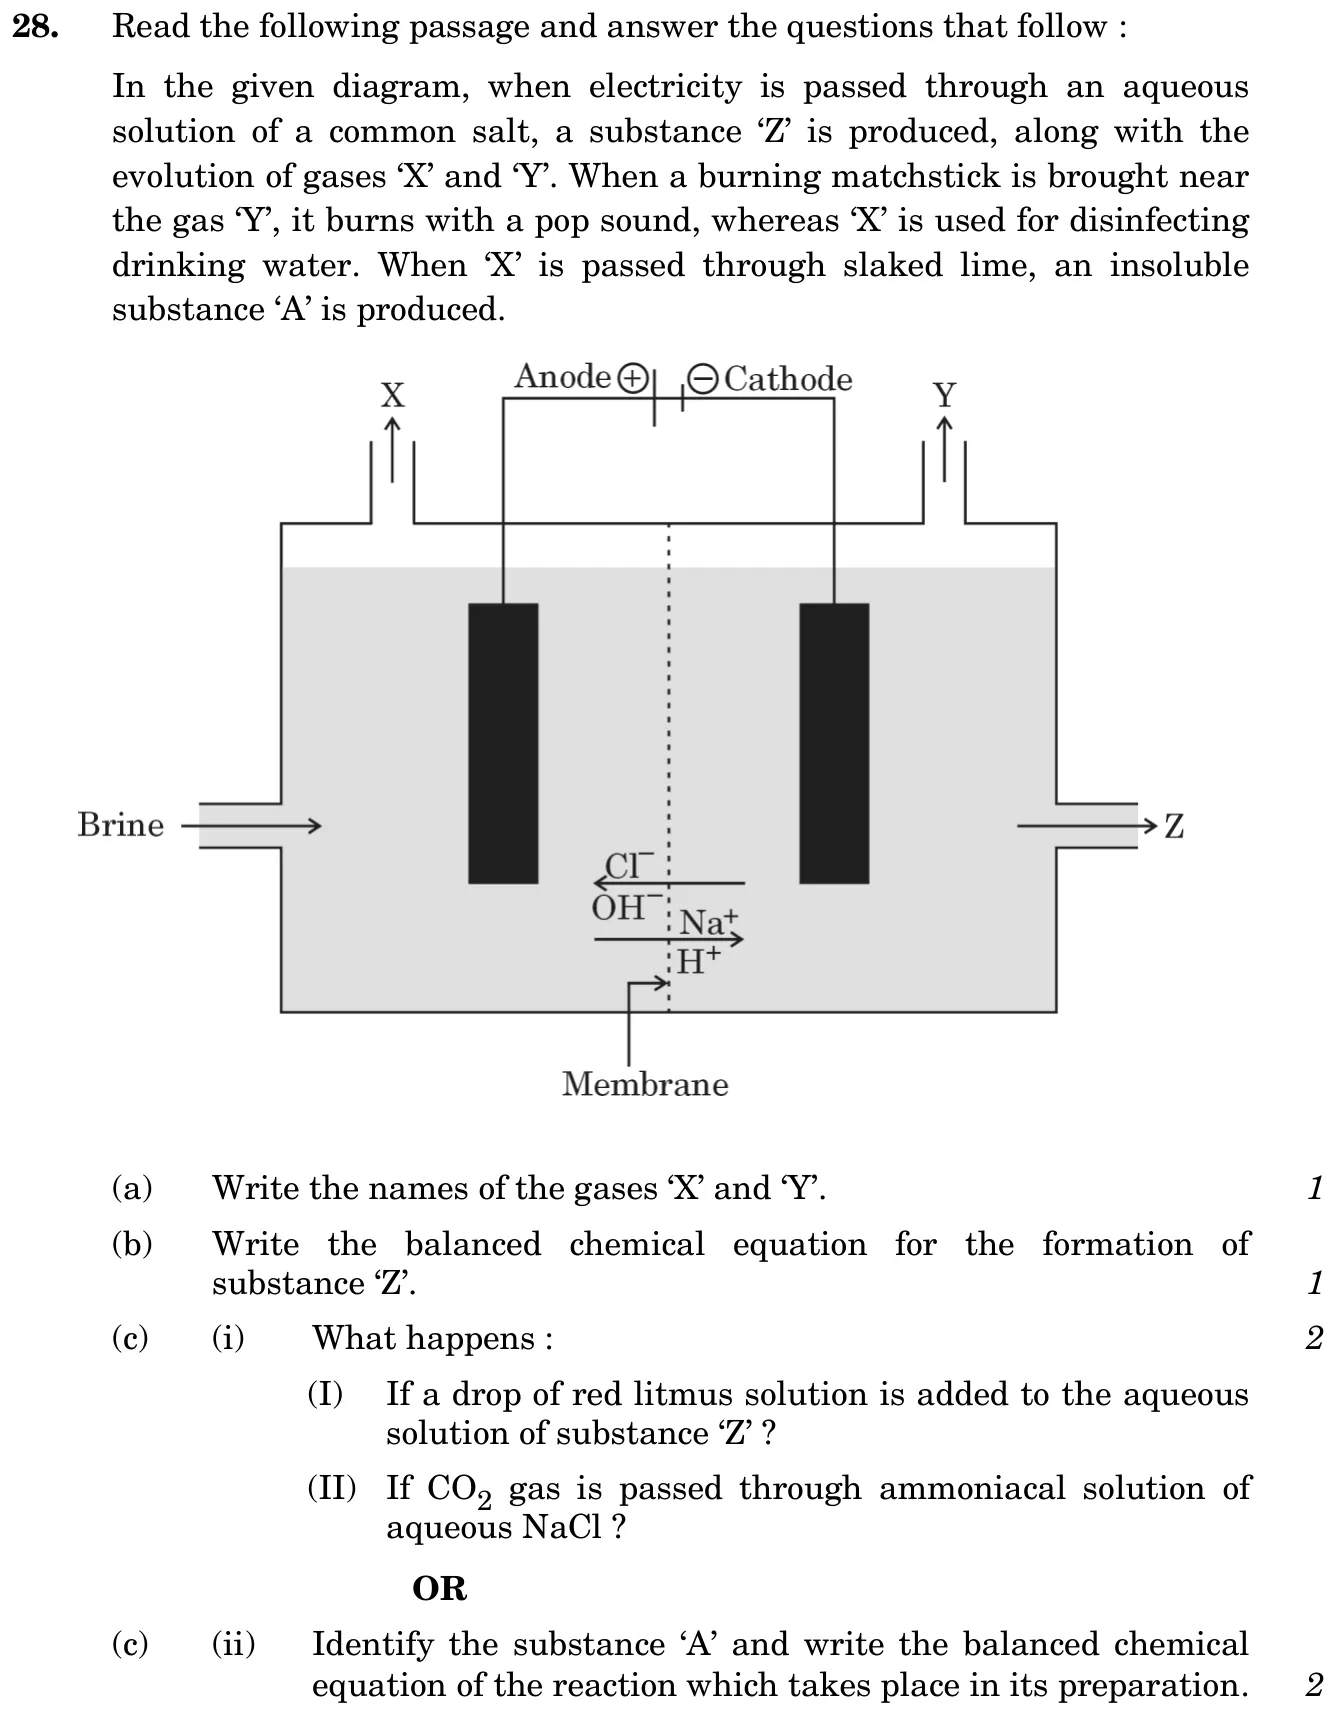 28. Read the following passage and answer the questions that follow :
In the given diagram, when electricity is passed through an aqueous
solution of a common salt, a substance ‘Z’ is produced, along with the
evolution of gases ‘X’ and ‘Y’. When a burning matchstick is brought near
the gas ‘Y’, it burns with a pop sound, whereas ‘X’ is used for disinfecting
drinking water. When ‘X’ is passed through slaked lime, an insoluble
substance ‘A’ is produced.
Anode ⊕ ⊖ Cathode
X Y
Brine Z
Cl⁻
OH⁻ Na⁺
H⁺
Membrane
(a) Write the names of the gases ‘X’ and ‘Y’. 1
(b) Write the balanced chemical equation for the formation of
substance ‘Z’. 1
(c) (i) What happens : 2
(I) If a drop of red litmus solution is added to the aqueous
solution of substance ‘Z’ ?
(II) If CO₂ gas is passed through ammoniacal solution of
aqueous NaCl ?
OR
(c) (ii) Identify the substance ‘A’ and write the balanced chemical
equation of the reaction which takes place in its preparation. 2